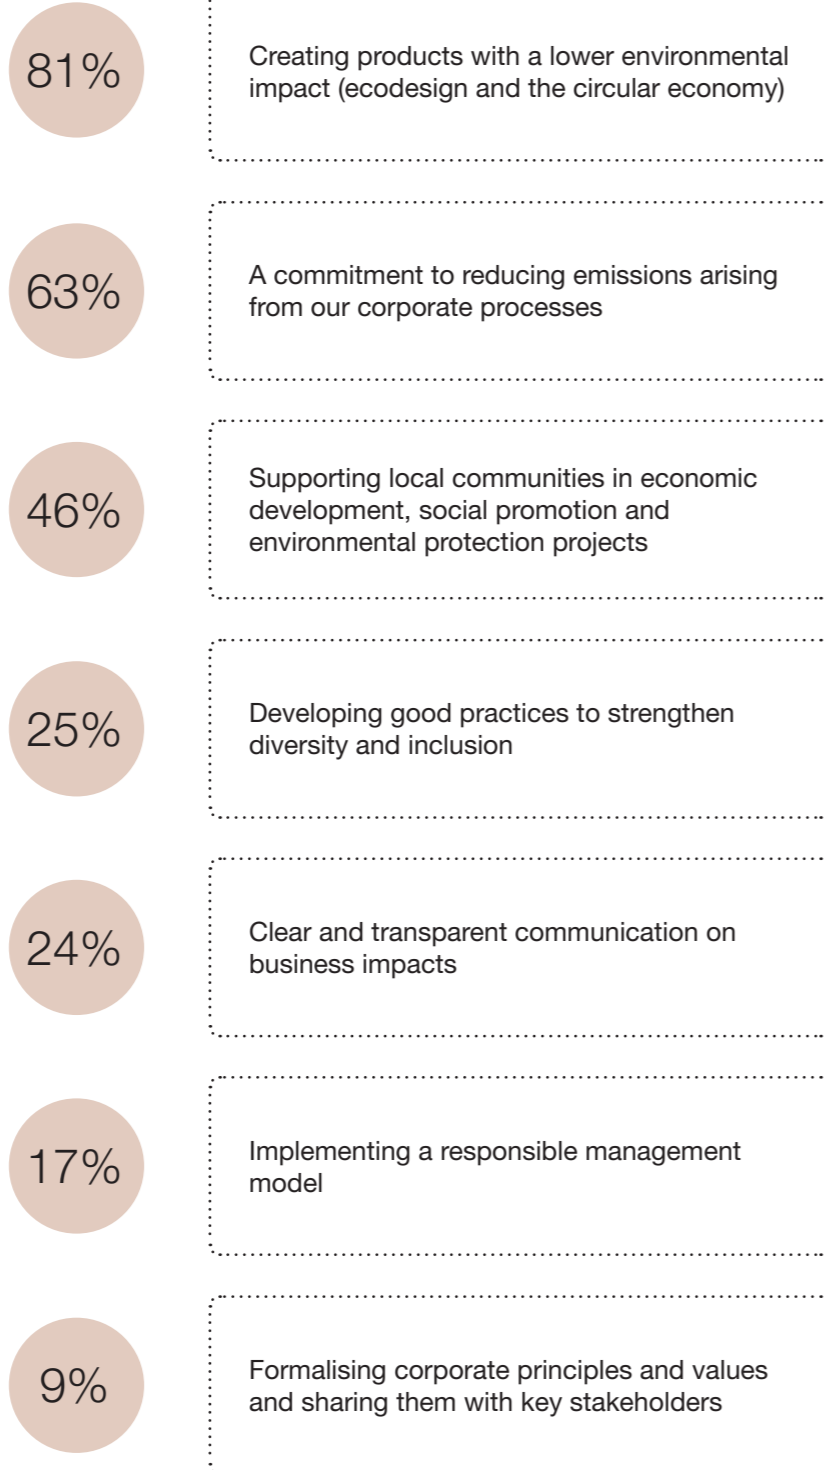 81%
Creating products with a lower environmental
impact (ecodesign and the circular economy)
63%
A commitment to reducing emissions arising
from our corporate processes
46%
Supporting local communities in economic
development, social promotion and
environmental protection projects
25%
Developing good practices to strengthen
diversity and inclusion
24%
Clear and transparent communication on
business impacts
17%
Implementing a responsible management
model
9%
Formalising corporate principles and values
and sharing them with key stakeholders